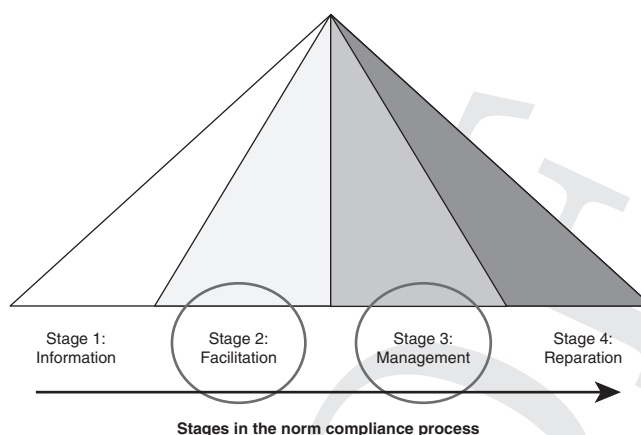 Stage 1:
Information
Stage 2:
Facilitation
Stage 3:
Management
Stage 4:
Reparation
Stages in the norm compliance process